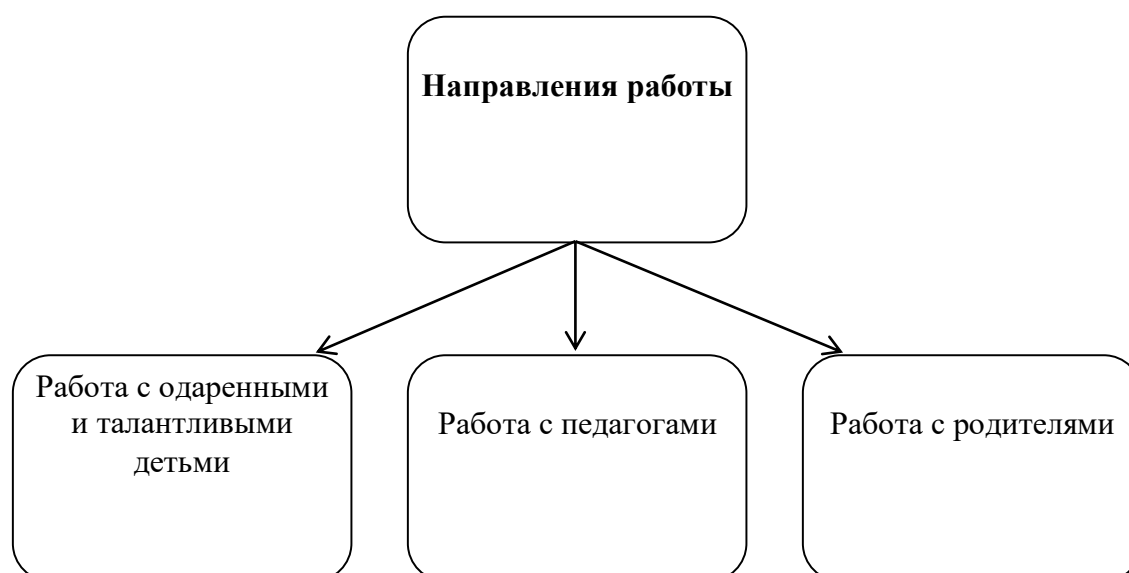 Направления работы
Работа с одаренными
и талантливыми
детьми
Работа с педагогами
Работа с родителями